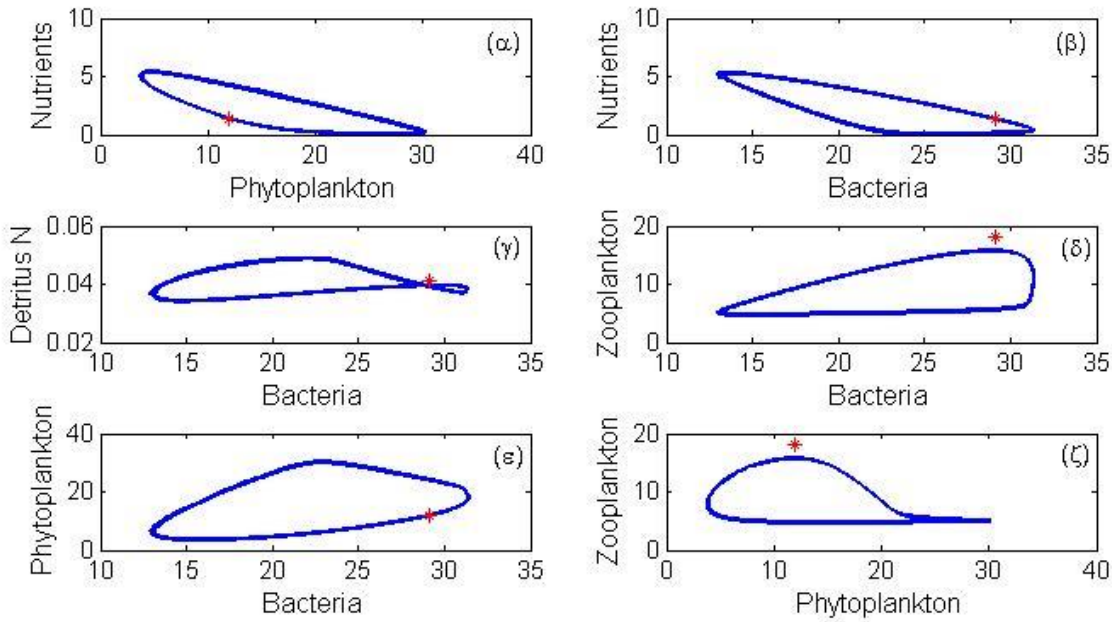 Nutrients
10
5
0
(α)
0 10 20 30 40
Phytoplankton
Nutrients
10
5
0
(β)
10 15 20 25 30 35
Bacteria
Detritus N
0.06
0.04
0.02
(γ)
10 15 20 25 30 35
Bacteria
Zooplankton
20
10
0
(δ)
10 15 20 25 30 35
Bacteria
Phytoplankton
40
20
0
(ε)
10 15 20 25 30 35
Bacteria
Zooplankton
20
10
0
(ζ)
0 10 20 30 40
Phytoplankton